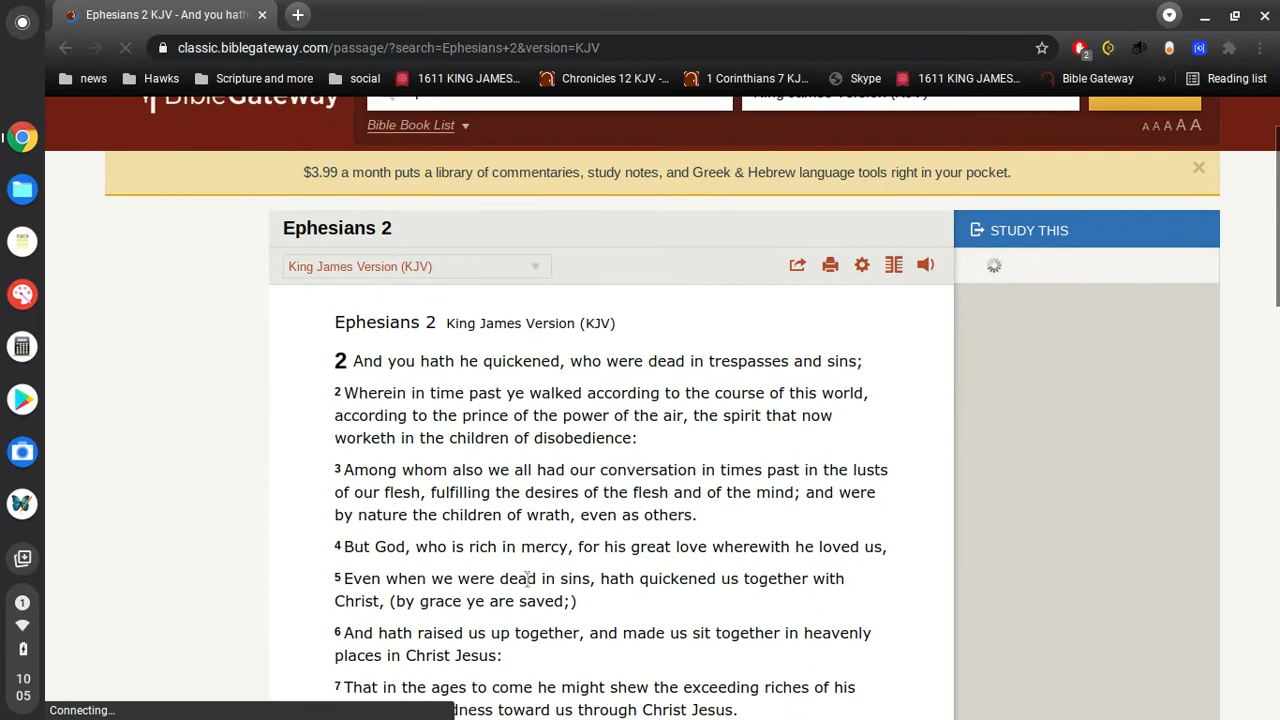 Ephesians 2 KJV - And you hath
classic.biblegateway.com/passage/?search=Ephesians+2&version=KJV
2
news
Hawks
Scripture and more
social
1611 KING JAMES...
Chronicles 12 KJV -...
1 Corinthians 7 KJ...
Skype
1611 KING JAMES...
Bible Gateway
»
Reading list
BibleGateway
King James Version (KJV)
Bible Book List
A A A A A
$3.99 a month puts a library of commentaries, study notes, and Greek & Hebrew language tools right in your pocket.
Ephesians 2
STUDY THIS
King James Version (KJV)
Ephesians 2 King James Version (KJV)
2 And you hath he quickened, who were dead in trespasses and sins;
2 Wherein in time past ye walked according to the course of this world,
according to the prince of the power of the air, the spirit that now
worketh in the children of disobedience:
3 Among whom also we all had our conversation in times past in the lusts
of our flesh, fulfilling the desires of the flesh and of the mind; and were
by nature the children of wrath, even as others.
4 But God, who is rich in mercy, for his great love wherewith he loved us,
5 Even when we were dead in sins, hath quickened us together with
Christ, (by grace ye are saved;)
6 And hath raised us up together, and made us sit together in heavenly
places in Christ Jesus:
7 That in the ages to come he might shew the exceeding riches of his
dness toward us through Christ Jesus.
Connecting...
1
10
05